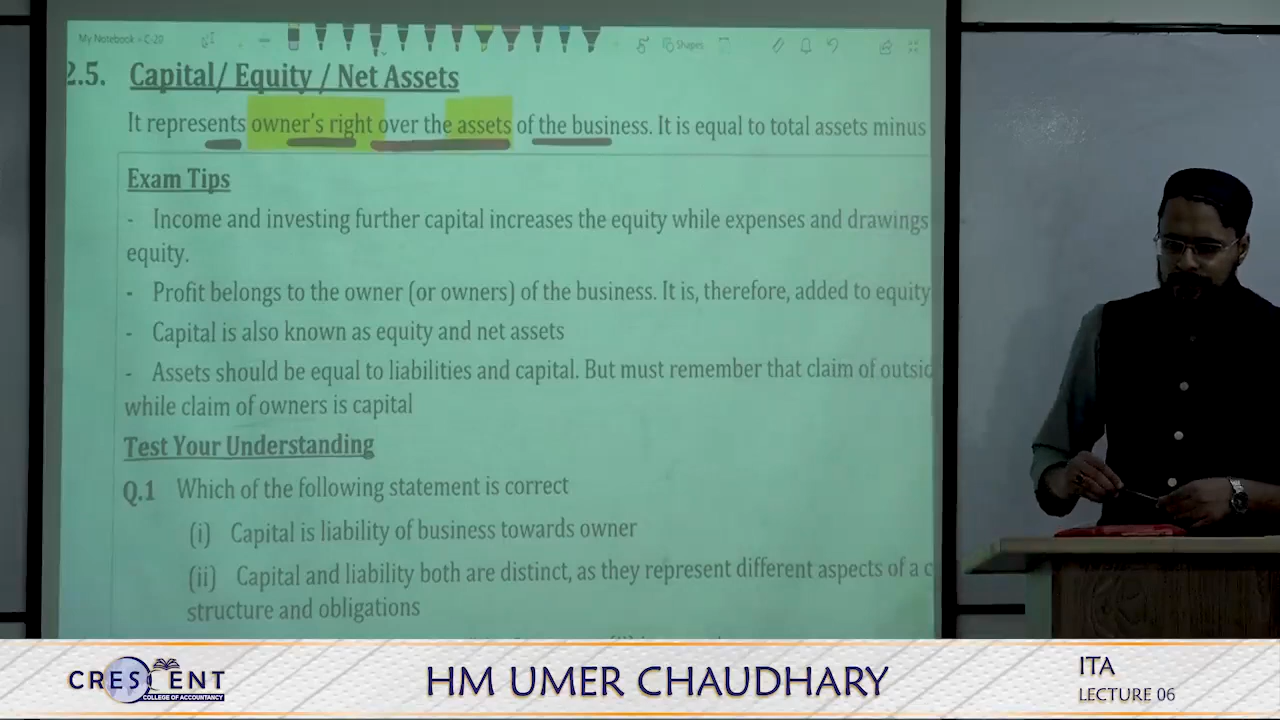 My Notebook - C-20
Shapes
2.5. Capital/ Equity / Net Assets
It represents owner's right over the assets of the business. It is equal to total assets minus
Exam Tips
- Income and investing further capital increases the equity while expenses and drawings
equity.
- Profit belongs to the owner (or owners) of the business. It is, therefore, added to equity
- Capital is also known as equity and net assets
- Assets should be equal to liabilities and capital. But must remember that claim of
while claim of owners is capital
Test Your Understanding
Q.1 Which of the following statement is correct
(i) Capital is liability of business towards owner
(ii) Capital and liability both are distinct, as they represent different aspects of a
structure and obligations
CRESCENT
COLLEGE OF ACCOUNTANCY
HM UMER CHAUDHARY
ITA
LECTURE 06